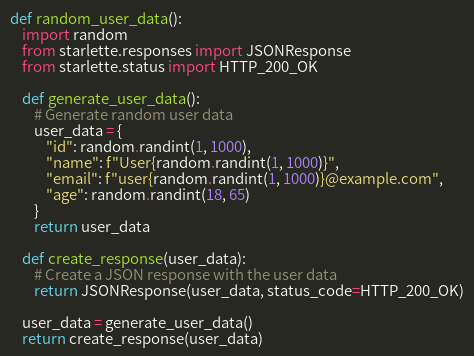 def random_user_data():
    import random
    from starlette.responses import JSONResponse
    from starlette.status import HTTP_200_OK

    def generate_user_data():
        # Generate random user data
        user_data = {
            "id": random.randint(1, 1000),
            "name": f"User{random.randint(1, 1000)}",
            "email": f"user{random.randint(1, 1000)}@example.com",
            "age": random.randint(18, 65)
        }
        return user_data

    def create_response(user_data):
        # Create a JSON response with the user data
        return JSONResponse(user_data, status_code=HTTP_200_OK)

    user_data = generate_user_data()
    return create_response(user_data)